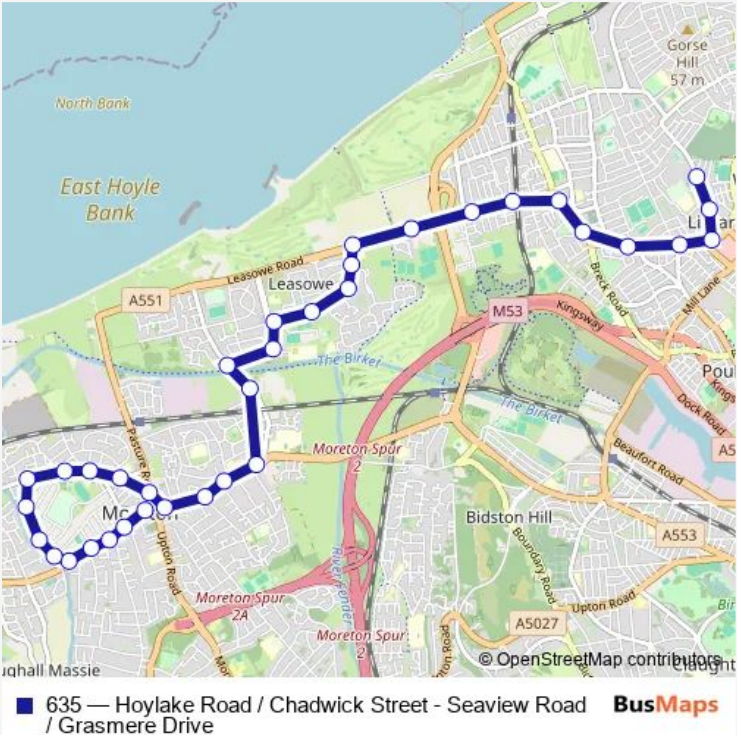 Gorse
Hill
57 m
North Bank
East Hoyle
Bank
Leasowe Road
Leasowe
A551
M53
Kingsway
Breck Road
Mill Lane
The Birket
The Birket
Dock Road
Moreton Spur
2
Pasture
Beaufort Road
Bidston Hill
A553
Upton Road
Boundary Road
River Fender
Moreton Spur
2A
Upton Road
A5027
Moreton Spur
2
© OpenStreetMap contributors
635 — Hoylake Road / Chadwick Street - Seaview Road
/ Grasmere Drive
BusMaps